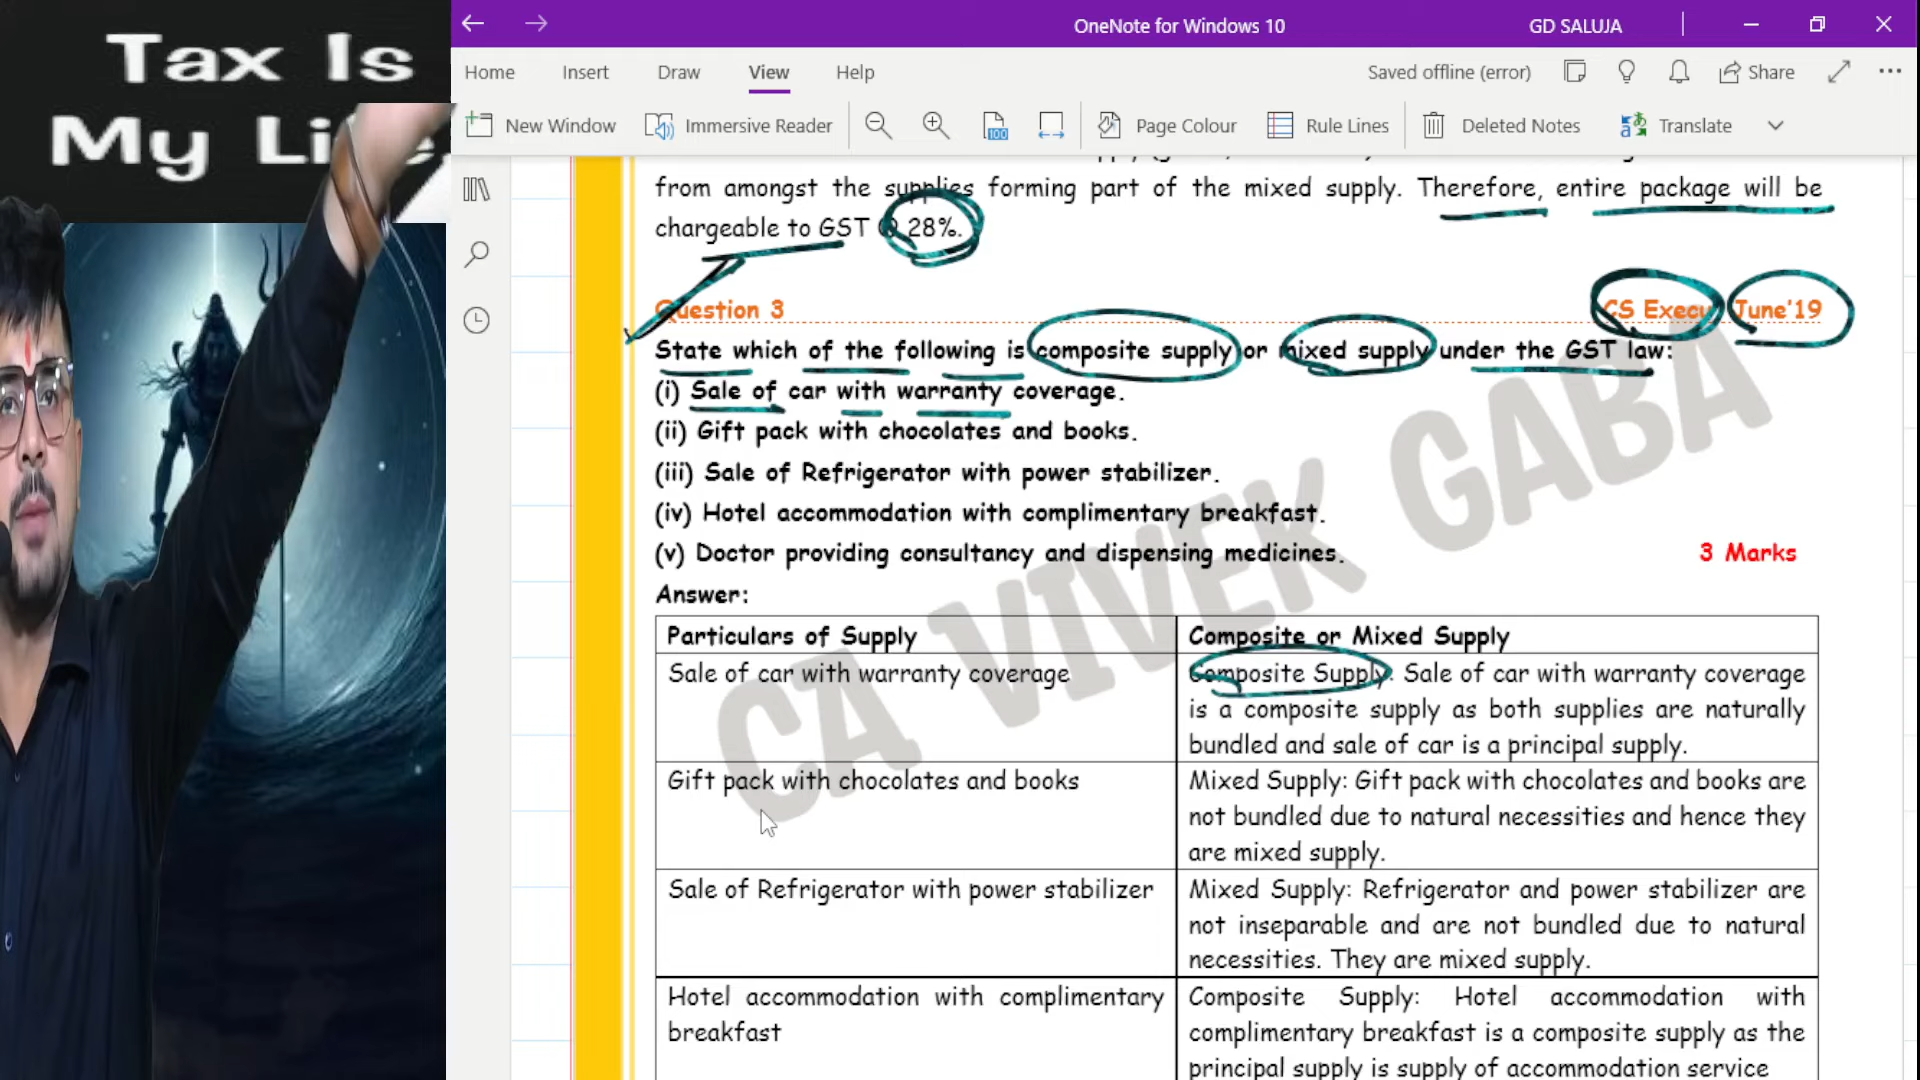 Tax Is
My Li
OneNote for Windows 10
GD SALUJA
Home Insert Draw View Help
Saved offline (error)
Share
New Window Immersive Reader 100 Page Colour Rule Lines Deleted Notes Translate
from amongst the supplies forming part of the mixed supply. Therefore, entire package will be
chargeable to GST @ 28%.
Question 3
CS Execu June'19
State which of the following is composite supply or mixed supply under the GST law:
(i) Sale of car with warranty coverage.
(ii) Gift pack with chocolates and books.
(iii) Sale of Refrigerator with power stabilizer.
(iv) Hotel accommodation with complimentary breakfast.
(v) Doctor providing consultancy and dispensing medicines.
3 Marks
Answer:
Particulars of Supply
Composite or Mixed Supply
Sale of car with warranty coverage
Composite Supply: Sale of car with warranty coverage
is a composite supply as both supplies are naturally
bundled and sale of car is a principal supply.
Gift pack with chocolates and books
Mixed Supply: Gift pack with chocolates and books are
not bundled due to natural necessities and hence they
are mixed supply.
Sale of Refrigerator with power stabilizer
Mixed Supply: Refrigerator and power stabilizer are
not inseparable and are not bundled due to natural
necessities. They are mixed supply.
Hotel accommodation with complimentary
breakfast
Composite Supply: Hotel accommodation with
complimentary breakfast is a composite supply as the
principal supply is supply of accommodation service
CA VIVEK GABA